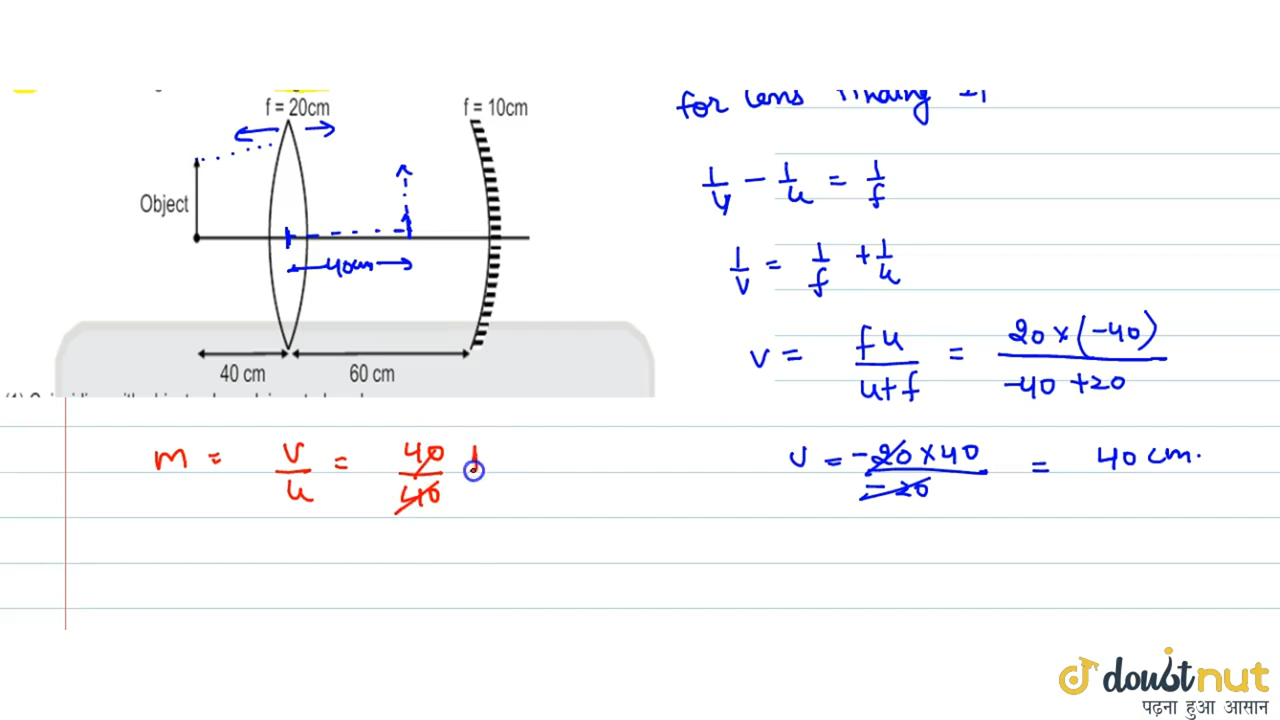 for lens finding
f = 20cm
f = 10cm
Object
40cm
40 cm
60 cm
1/v - 1/u = 1/f
1/v = 1/f + 1/u
v = fu/u+f = 20×(-40)/-40+20
v = -20×40/-20 = 40 cm.
m = v/u = 40/40
doubtnut
पढ़ना हुआ आसान